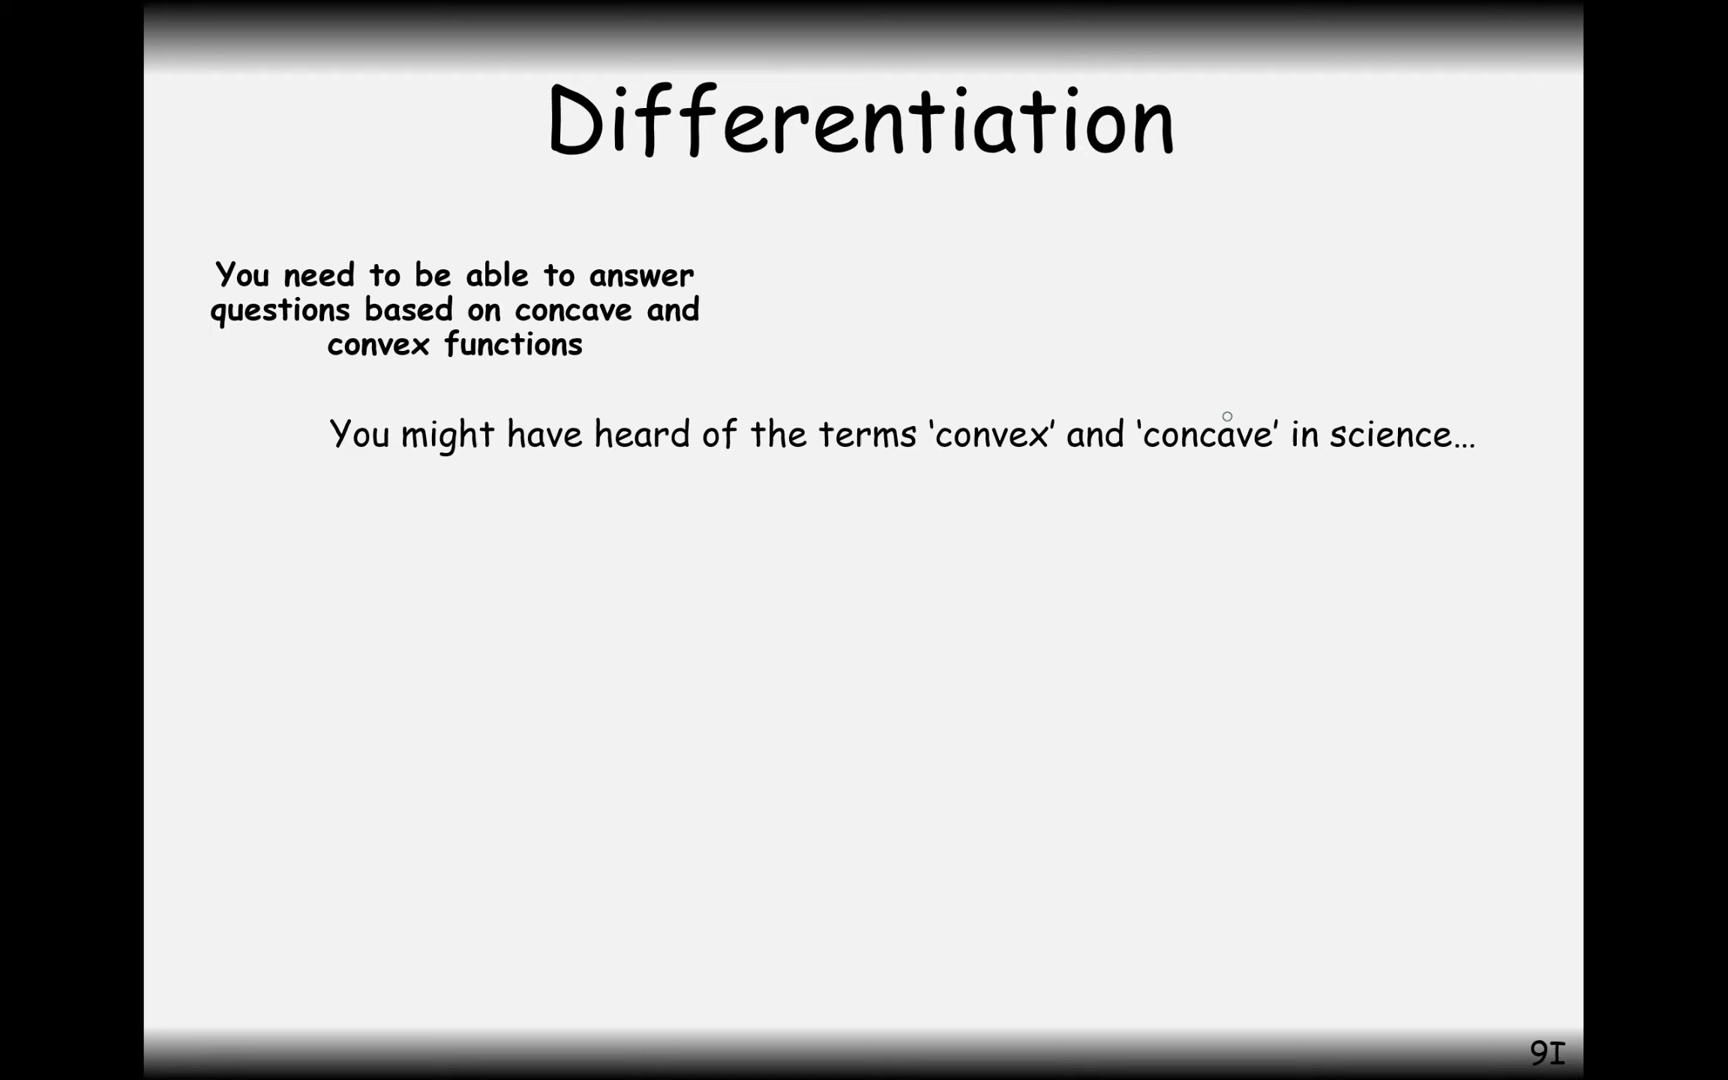 Differentiation
You need to be able to answer
questions based on concave and
convex functions
You might have heard of the terms ‘convex’ and ‘concave’ in science…
9I